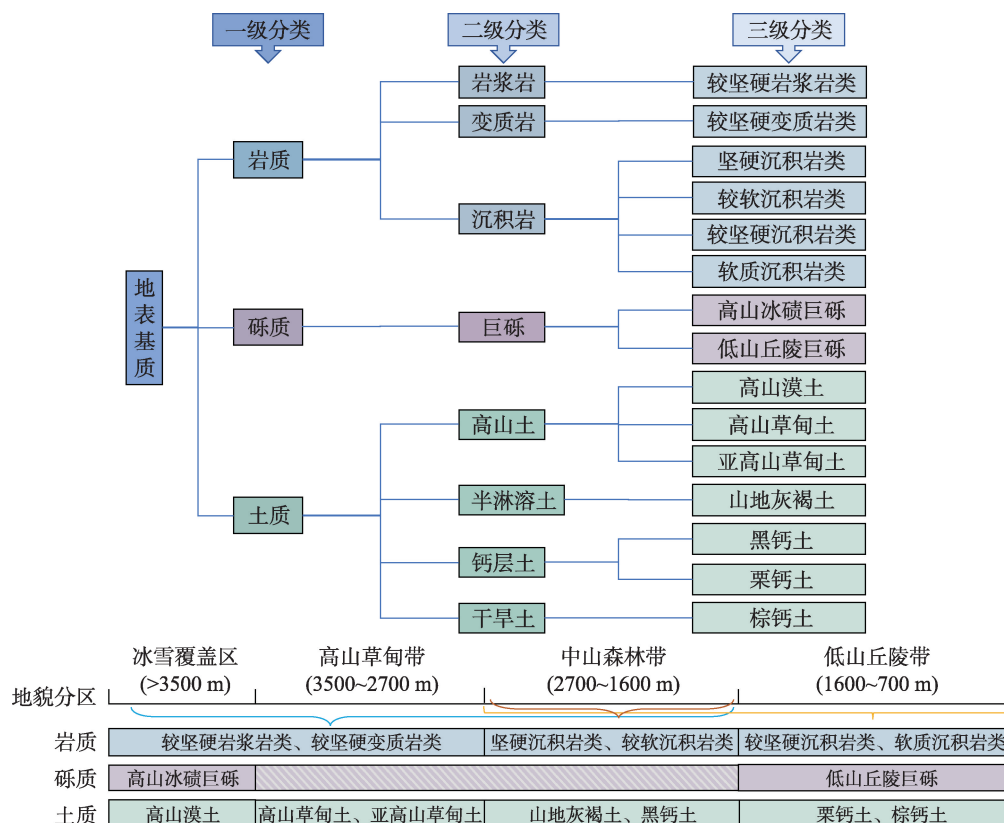 一级分类
二级分类
三级分类
地表基质
岩质
砾质
土质
岩浆岩
变质岩
沉积岩
巨砾
高山土
半淋溶土
钙层土
干旱土
较坚硬岩浆岩类
较坚硬变质岩类
坚硬沉积岩类
较软沉积岩类
较坚硬沉积岩类
软质沉积岩类
高山冰碛巨砾
低山丘陵巨砾
高山漠土
高山草甸土
亚高山草甸土
山地灰褐土
黑钙土
栗钙土
棕钙土
地貌分区
冰雪覆盖区
(>3500 m)
高山草甸带
(3500~2700 m)
中山森林带
(2700~1600 m)
低山丘陵带
(1600~700 m)
岩质 较坚硬岩浆岩类、较坚硬变质岩类 坚硬沉积岩类、较软沉积岩类 较坚硬沉积岩类、软质沉积岩类
砾质 高山冰碛巨砾 低山丘陵巨砾
土质 高山漠土 高山草甸土、亚高山草甸土 山地灰褐土、黑钙土 栗钙土、棕钙土